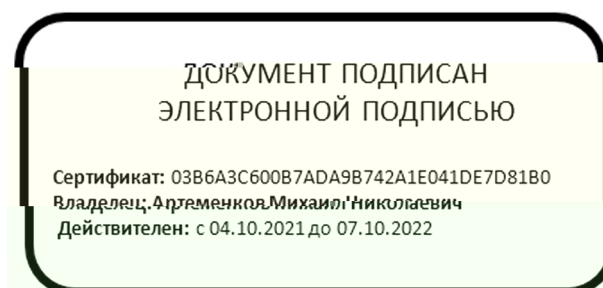 ДОКУМЕНТ ПОДПИСАН
ЭЛЕКТРОННОЙ ПОДПИСЬЮ
Сертификат: 03B6A3C600B7ADA9B742A1E041DE7D81B0
Владелец: Артеменков Михаил Николаевич
Действителен: с 04.10.2021 до 07.10.2022